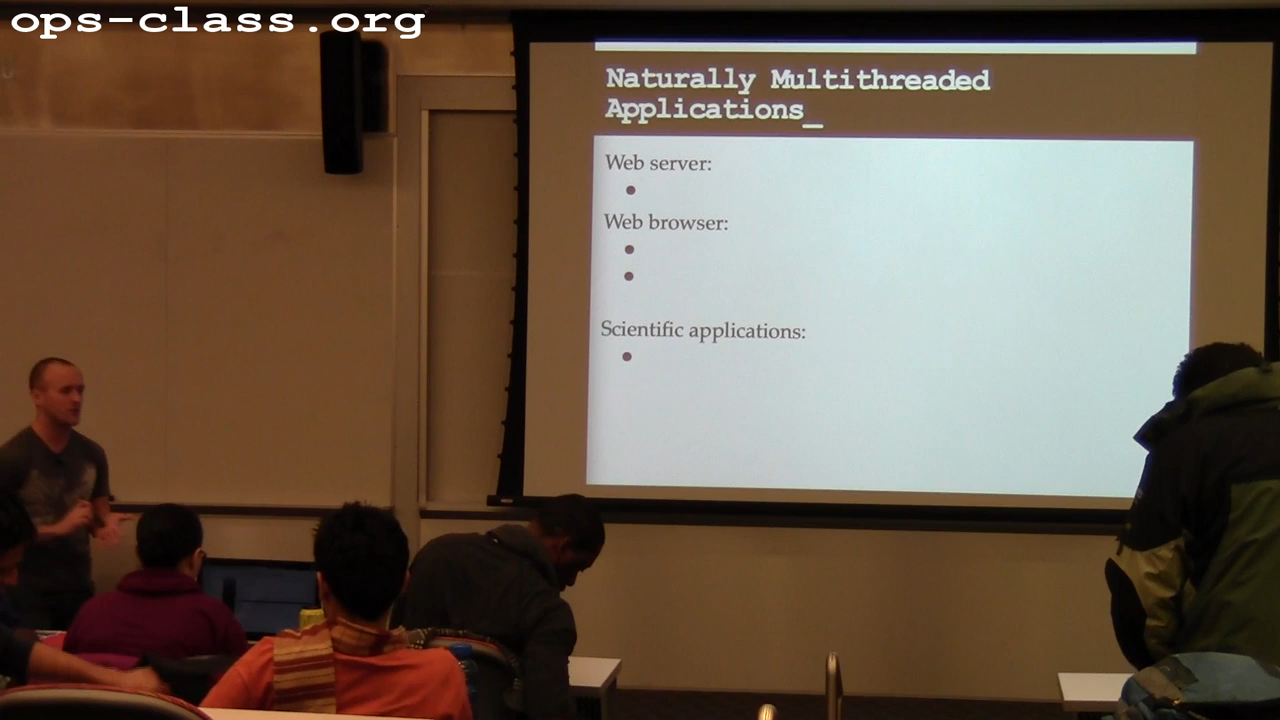 ops-class.org
Naturally Multithreaded
Applications_
Web server:
Web browser:
Scientific applications: